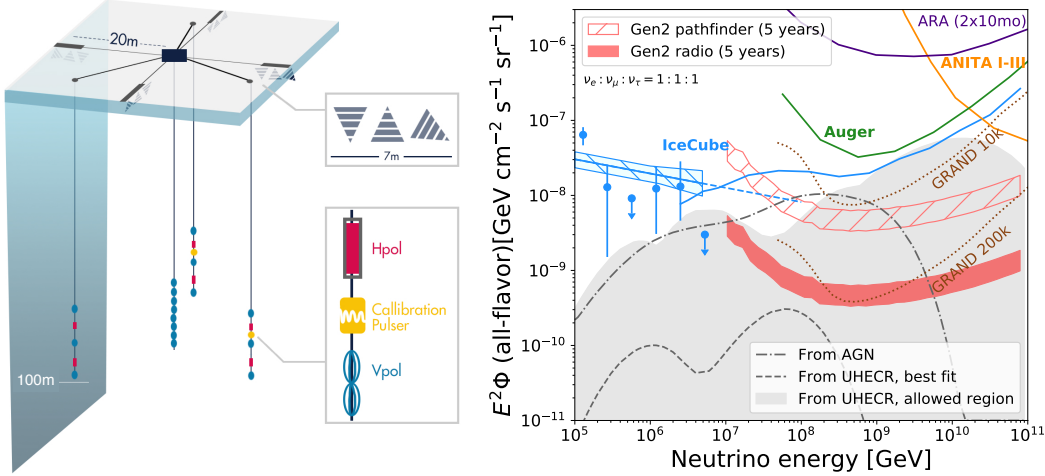 20m
7m
Hpol
Callibration
Pulser
Vpol
100m
E²Φ (all-flavor)[GeV cm⁻² s⁻¹ sr⁻¹]
10⁻⁶
10⁻⁷
10⁻⁸
10⁻⁹
10⁻¹⁰
10⁻¹¹
Gen2 pathfinder (5 years)
Gen2 radio (5 years)
νe : νμ : ντ = 1 : 1 : 1
ARA (2x10mo)
ANITA I-III
Auger
IceCube
GRAND 10k
GRAND 200k
From AGN
From UHECR, best fit
From UHECR, allowed region
10⁵ 10⁶ 10⁷ 10⁸ 10⁹ 10¹⁰ 10¹¹
Neutrino energy [GeV]